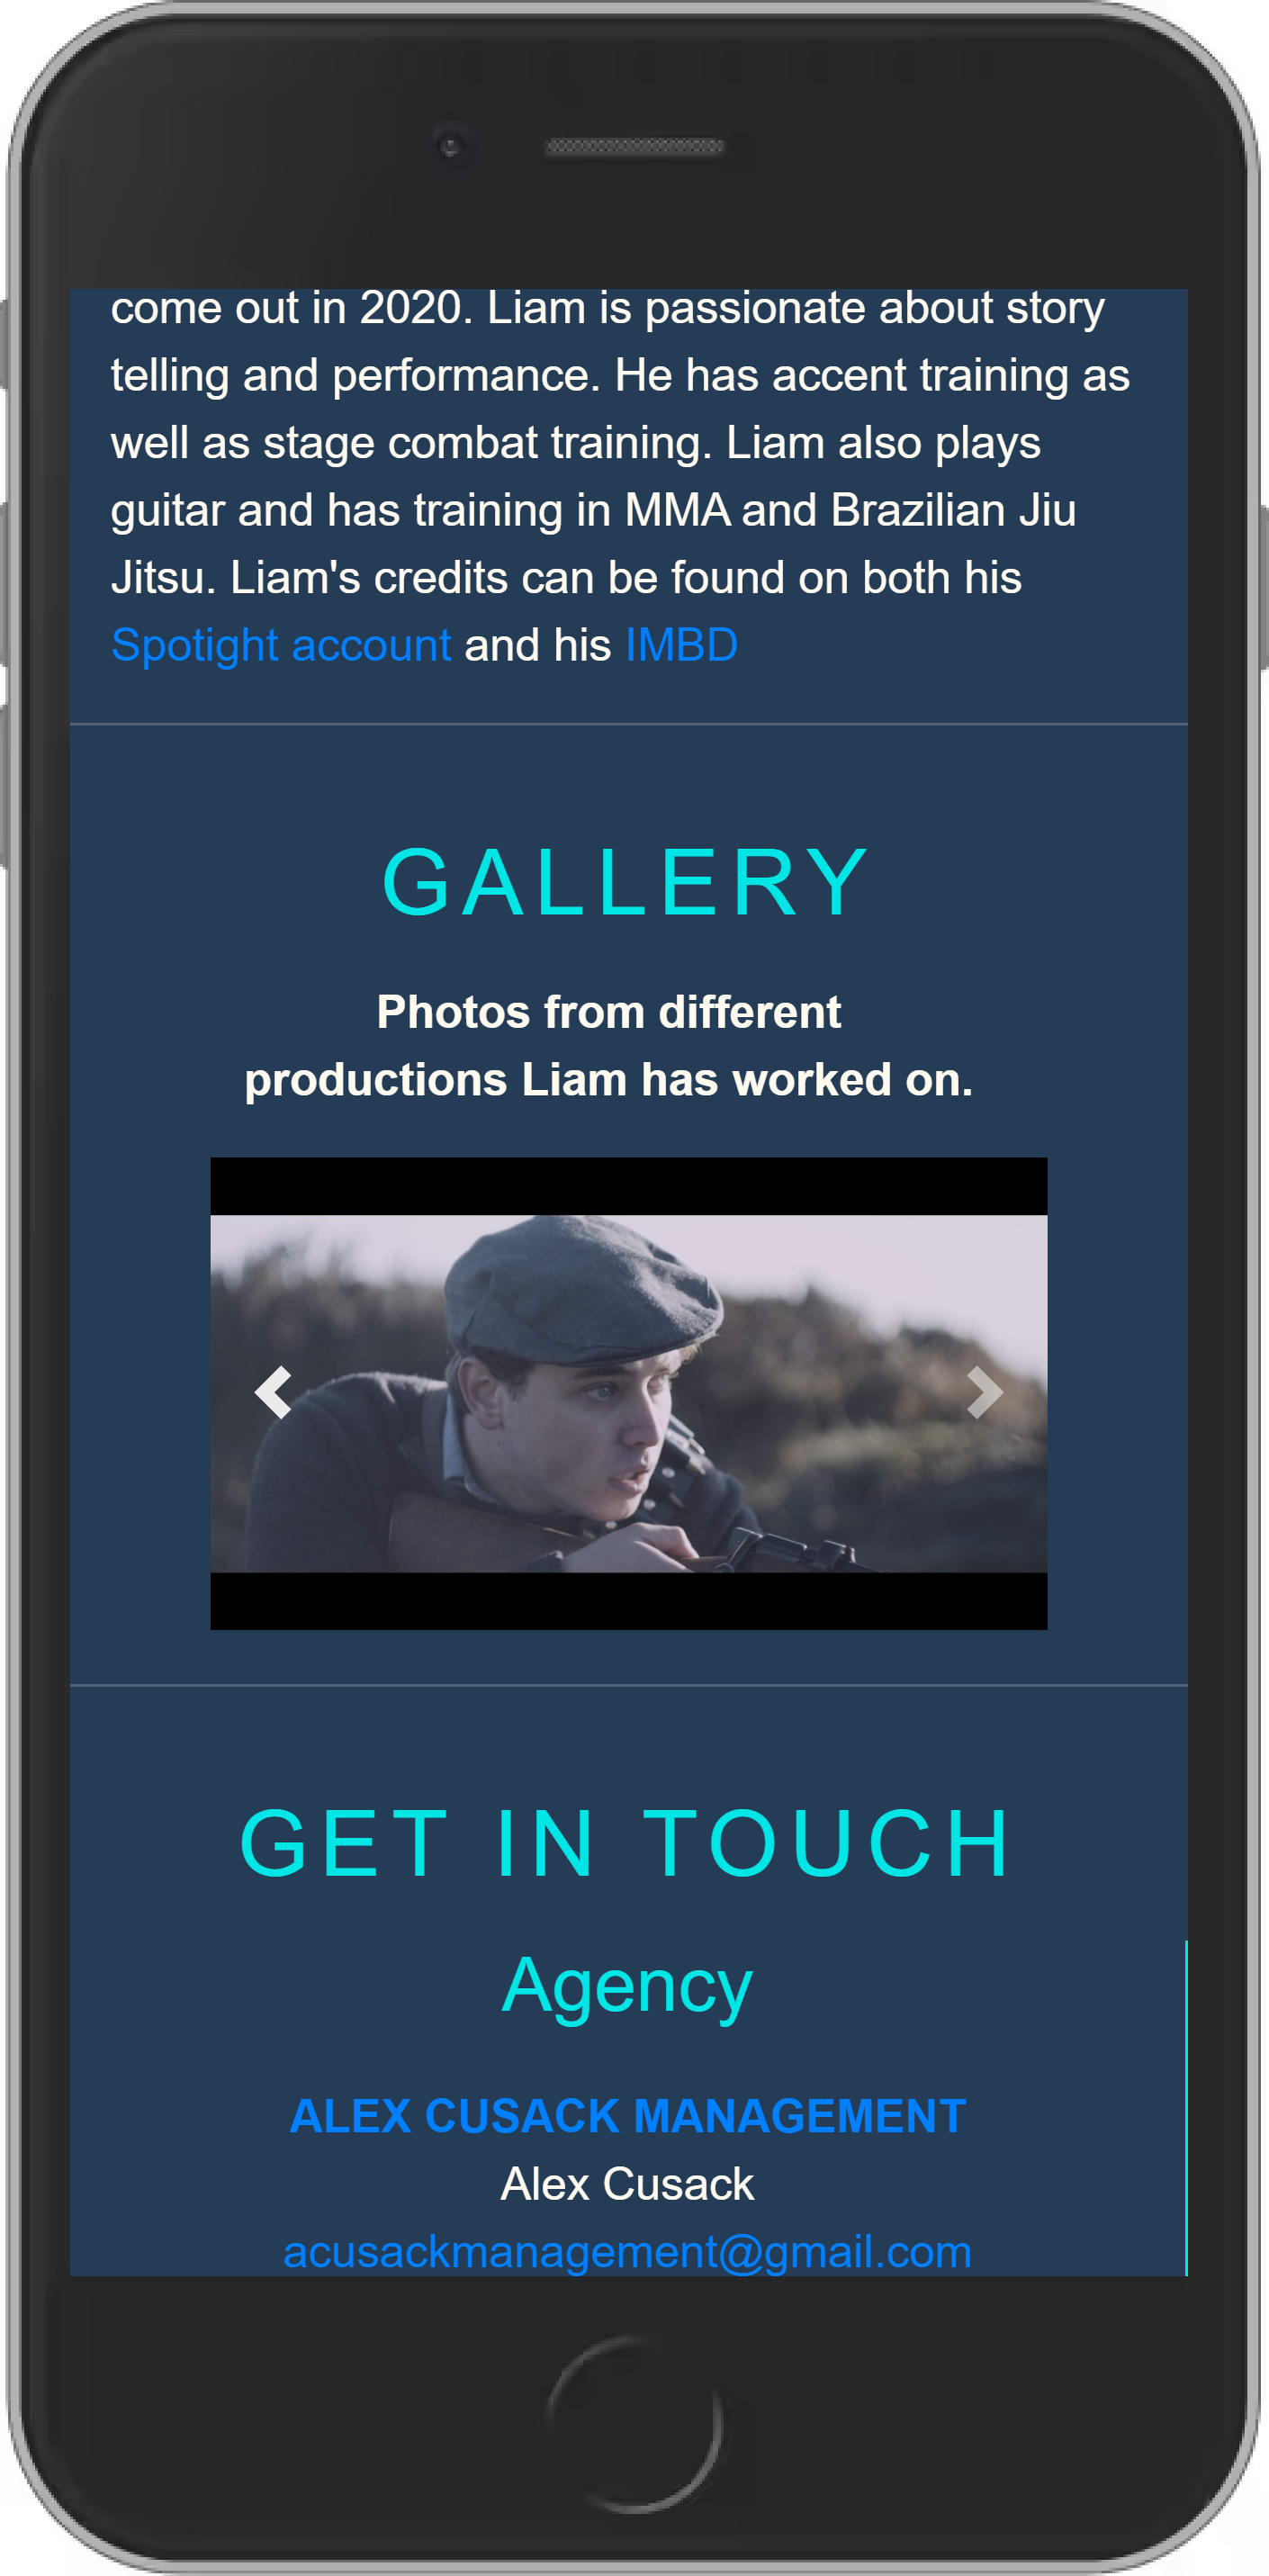 come out in 2020. Liam is passionate about story
telling and performance. He has accent training as
well as stage combat training. Liam also plays
guitar and has training in MMA and Brazilian Jiu
Jitsu. Liam's credits can be found on both his
Spotight account and his IMBD
GALLERY
Photos from different
productions Liam has worked on.
GET IN TOUCH
Agency
ALEX CUSACK MANAGEMENT
Alex Cusack
acusackmanagement@gmail.com